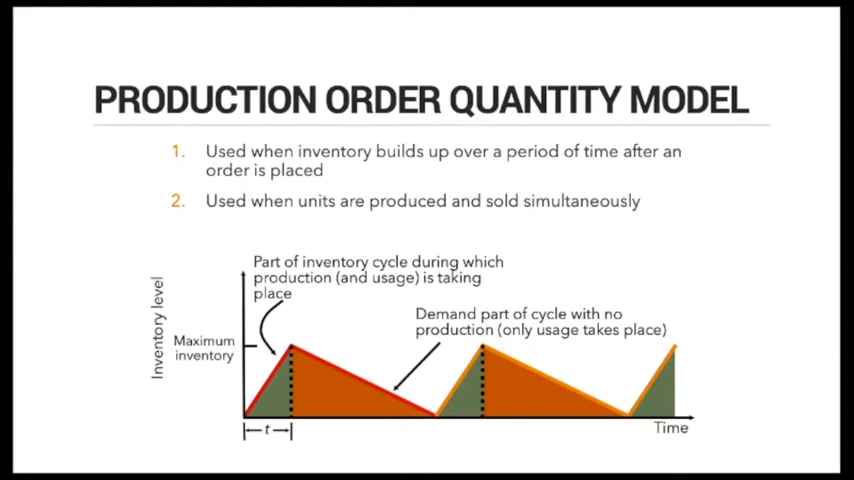 PRODUCTION ORDER QUANTITY MODEL
1. Used when inventory builds up over a period of time after an
order is placed
2. Used when units are produced and sold simultaneously
Part of inventory cycle during which
production (and usage) is taking
place
Demand part of cycle with no
production (only usage takes place)
Inventory level
Maximum
inventory
t
Time